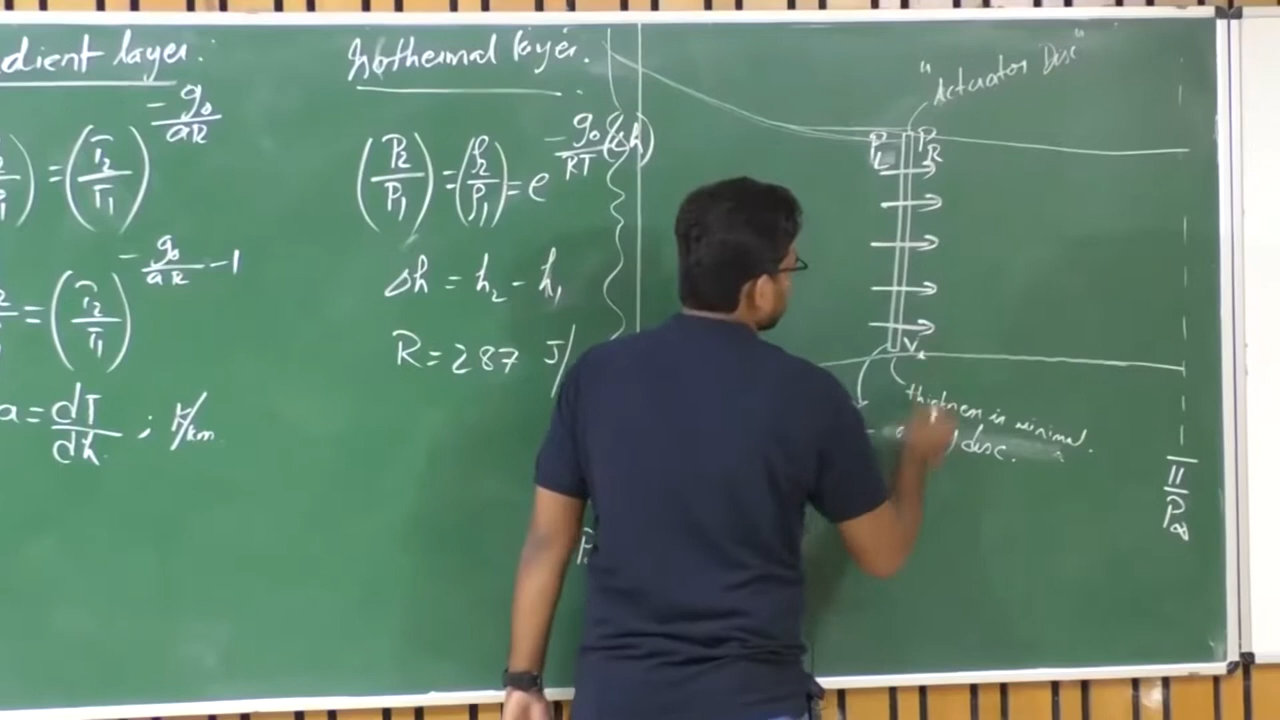 dient layer:
= (T2/T1)^(-g0/aR)
= (T2/T1)^(-g0/aR - 1)
a = dT/dh ; K/km
Isothermal layer:
(P2/P1) = (ρ2/ρ1) = e^(-g0/RT (Δh))
Δh = h2 - h1
R = 287 J/
"Actuator Disc"
PL PR
V
thickness is minimal.
disc.
P∞